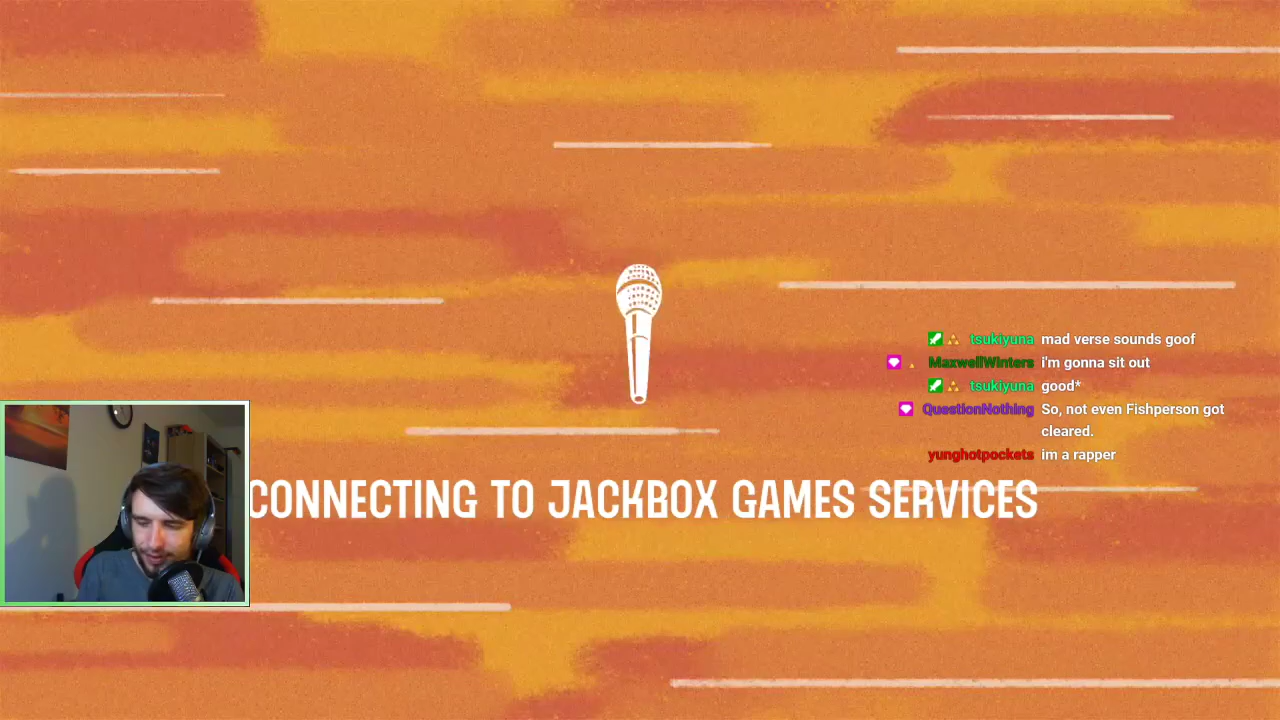 tsukiyuna mad verse sounds goof
MaxwellWinters i'm gonna sit out
tsukiyuna good*
QuestionNothing So, not even Fishperson got
cleared.
yunghotpockets im a rapper
CONNECTING TO JACKBOX GAMES SERVICES